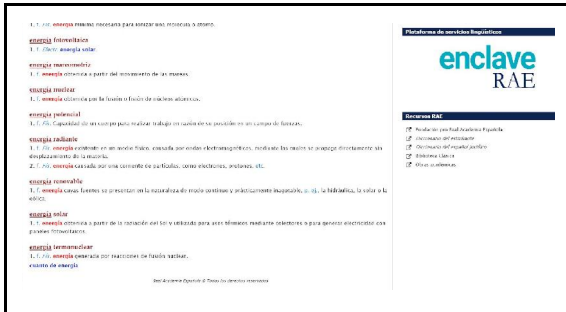 1. f. Fís. energía mínima necesaria para ionizar una molécula o átomo.
energía fotovoltaica
1. f. Electr. energía solar.
energía mareomotriz
1. f. energía obtenida a partir del movimiento de las mareas.
energía nuclear
1. f. energía obtenida por la fusión o fisión de núcleos atómicos.
energía potencial
1. f. Fís. Capacidad de un cuerpo para realizar trabajo en razón de su posición en un campo de fuerzas.
energía radiante
1. f. Fís. energía existente en un medio físico, causada por ondas electromagnéticas, mediante las cuales se propaga directamente sin
desplazamiento de la materia.
2. f. Fís. energía causada por una corriente de partículas, como electrones, protones, etc.
energía renovable
1. f. energía cuyas fuentes se presentan en la naturaleza de modo continuo y prácticamente inagotable, p. ej., la hidráulica, la solar o la
eólica.
energía solar
1. f. energía obtenida a partir de la radiación del Sol y utilizada para usos térmicos mediante colectores o para generar electricidad con
paneles fotovoltaicos.
energía termonuclear
1. f. Fís. energía generada por reacciones de fusión nuclear.
cuanto de energía
Real Academia Española © Todos los derechos reservados
Plataforma de servicios lingüísticos
enclave
RAE
Recursos RAE
Fundación pro Real Academia Española
Diccionario del estudiante
Diccionario del español jurídico
Biblioteca Clásica
Obras académicas